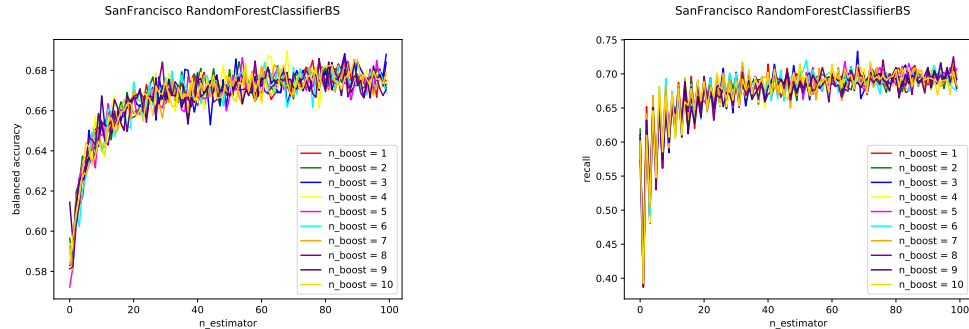 SanFrancisco RandomForestClassifierBS
balanced accuracy
0.68
0.66
0.64
0.62
0.60
0.58
0 20 40 60 80 100
n_estimator
n_boost = 1
n_boost = 2
n_boost = 3
n_boost = 4
n_boost = 5
n_boost = 6
n_boost = 7
n_boost = 8
n_boost = 9
n_boost = 10
SanFrancisco RandomForestClassifierBS
recall
0.75
0.70
0.65
0.60
0.55
0.50
0.45
0.40
0 20 40 60 80 100
n_estimator
n_boost = 1
n_boost = 2
n_boost = 3
n_boost = 4
n_boost = 5
n_boost = 6
n_boost = 7
n_boost = 8
n_boost = 9
n_boost = 10